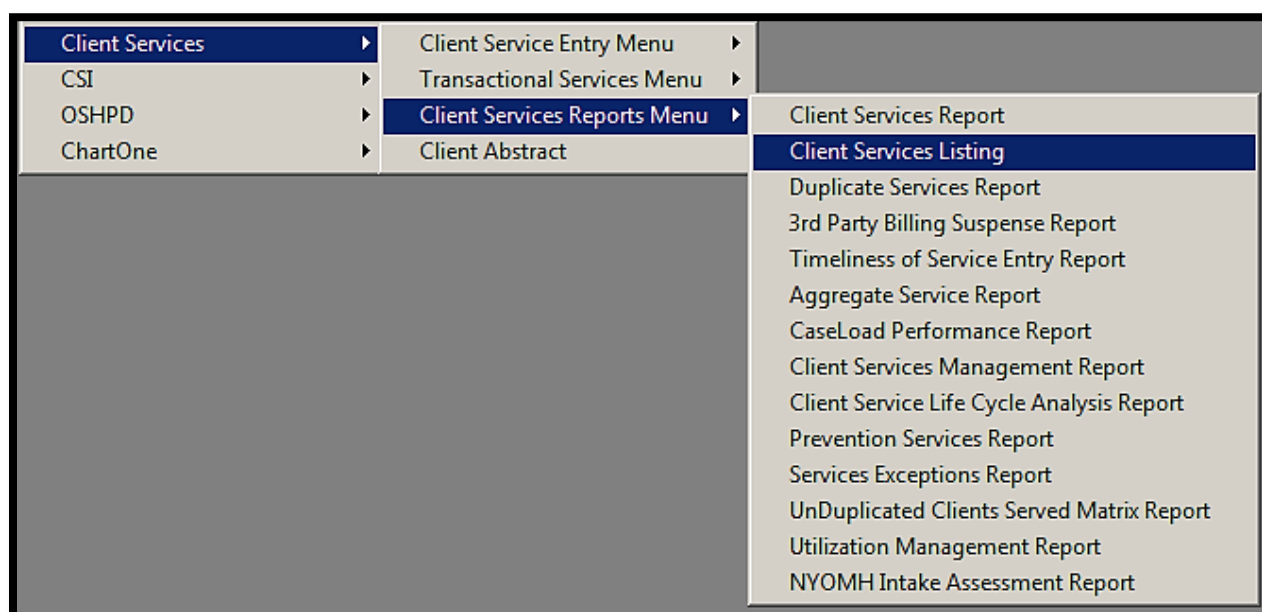 Client Services
CSI
OSHPD
ChartOne
Client Service Entry Menu
Transactional Services Menu
Client Services Reports Menu
Client Abstract
Client Services Report
Client Services Listing
Duplicate Services Report
3rd Party Billing Suspense Report
Timeliness of Service Entry Report
Aggregate Service Report
CaseLoad Performance Report
Client Services Management Report
Client Service Life Cycle Analysis Report
Prevention Services Report
Services Exceptions Report
UnDuplicated Clients Served Matrix Report
Utilization Management Report
NYOMH Intake Assessment Report